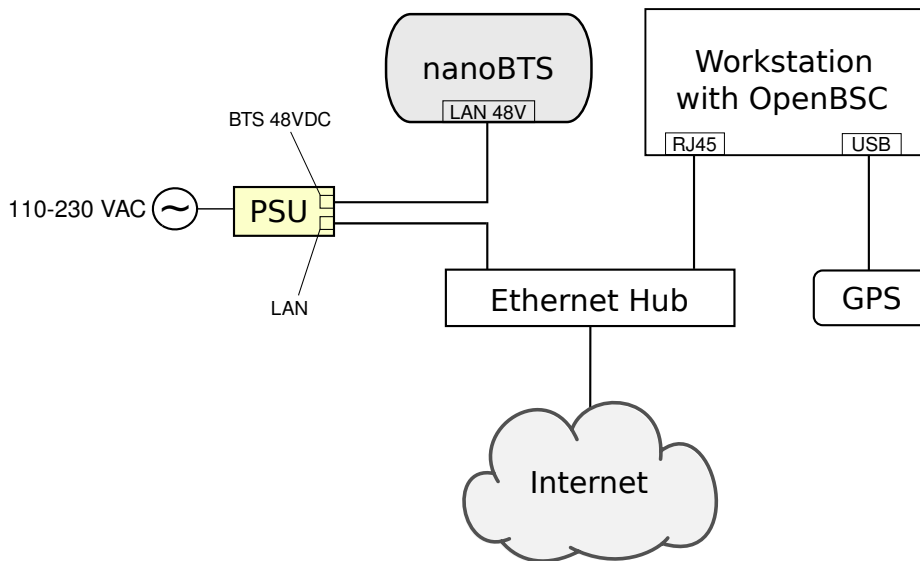 nanoBTS
LAN 48V
Workstation
with OpenBSC
RJ45
USB
BTS 48VDC
110-230 VAC
~
PSU
LAN
Ethernet Hub
GPS
Internet